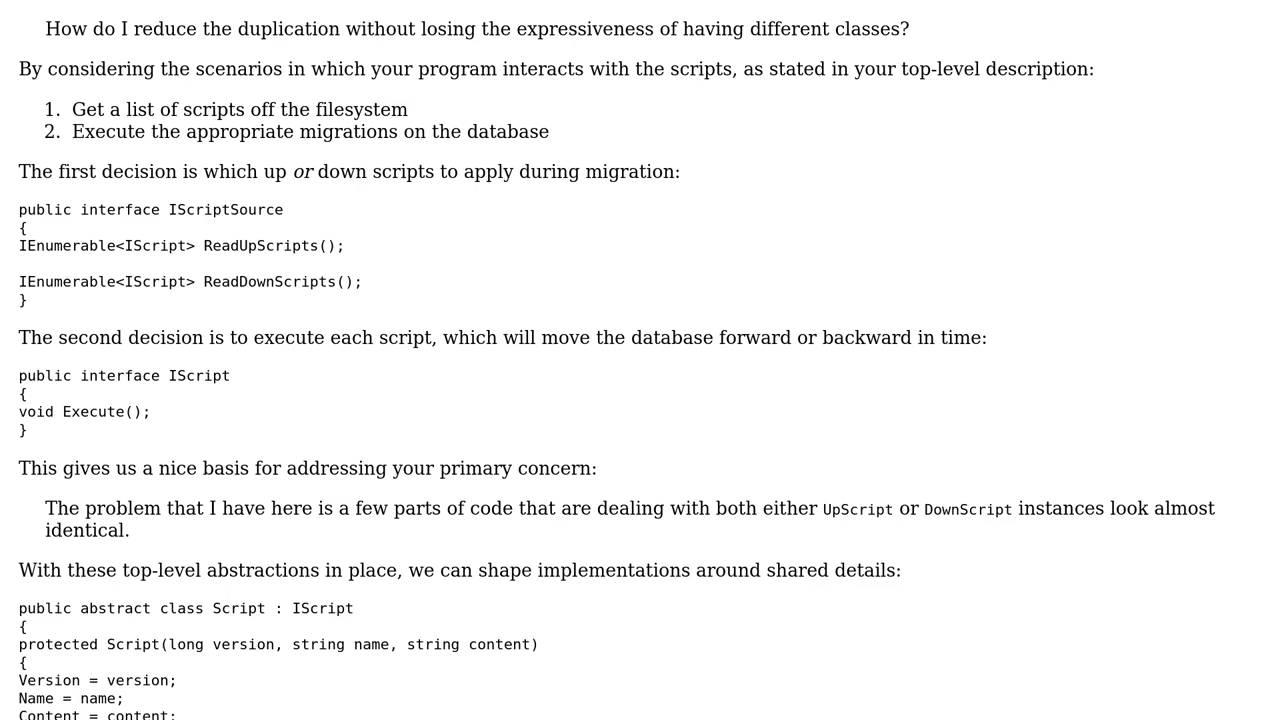 How do I reduce the duplication without losing the expressiveness of having different classes?
By considering the scenarios in which your program interacts with the scripts, as stated in your top-level description:
1. Get a list of scripts off the filesystem
2. Execute the appropriate migrations on the database
The first decision is which up or down scripts to apply during migration:
public interface IScriptSource
{
IEnumerable<IScript> ReadUpScripts();
IEnumerable<IScript> ReadDownScripts();
}
The second decision is to execute each script, which will move the database forward or backward in time:
public interface IScript
{
void Execute();
}
This gives us a nice basis for addressing your primary concern:
The problem that I have here is a few parts of code that are dealing with both either UpScript or DownScript instances look almost
identical.
With these top-level abstractions in place, we can shape implementations around shared details:
public abstract class Script : IScript
{
protected Script(long version, string name, string content)
{
Version = version;
Name = name;
Content = content;